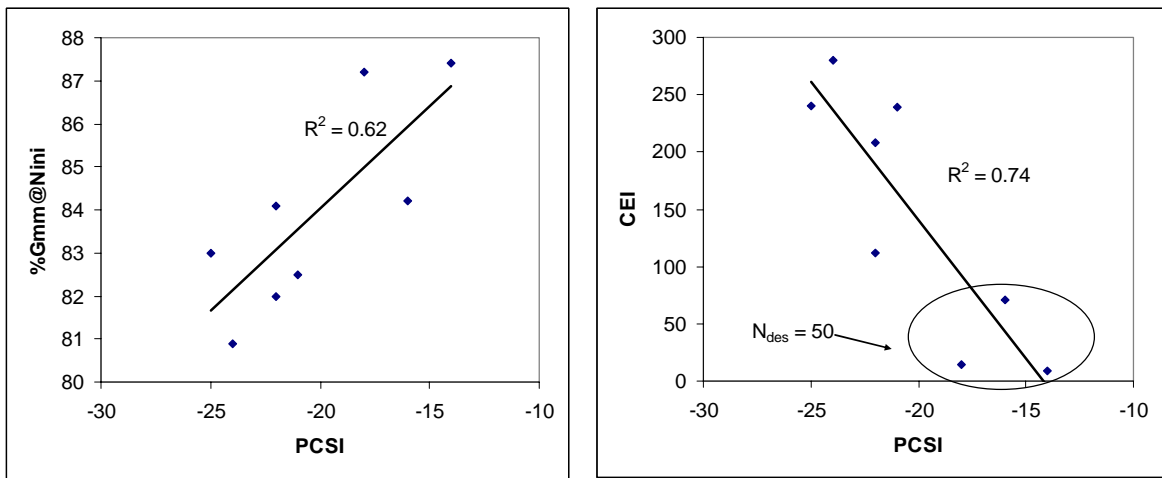 88
87
86
85
84
83
82
81
80
%Gmm@Nini
R² = 0.62
-30 -25 -20 -15 -10
PCSI
300
250
200
150
100
50
0
CEI
R² = 0.74
N_des = 50
-30 -25 -20 -15 -10
PCSI